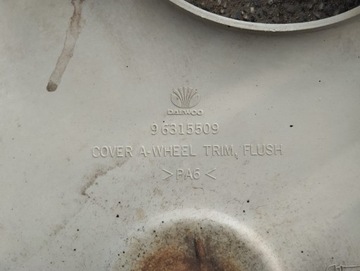 DAEWOO
96315509
COVER A-WHEEL TRIM, FLUSH
>PA6<